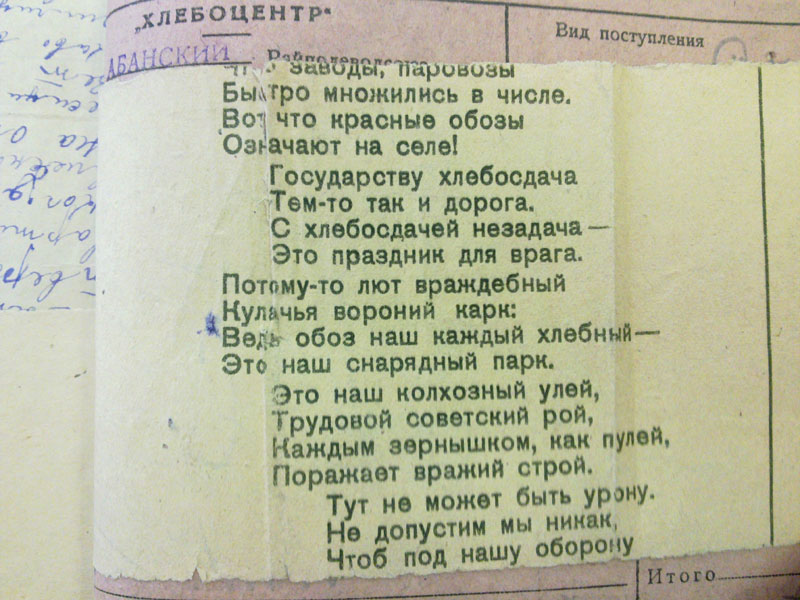 „ХЛЕБОЦЕНТР"
Вид поступления
АБАНСКИЙ
Что заводы, паровозы
Быстро множились в числе.
Вот что красные обозы
Означают на селе!
Государству хлебосдача
Тем-то так и дорога.
С хлебосдачей незадача—
Это праздник для врага.
Потому-то лют враждебный
Кулачья вороний карк:
Ведь обоз наш каждый хлебный—
Это наш снарядный парк.
Это наш колхозный улей,
Трудовой советский рой,
Каждым зернышком, как пулей,
Поражает вражий строй.
Тут не может быть урону.
Не допустим мы никак,
Чтоб под нашу оборону
Итого